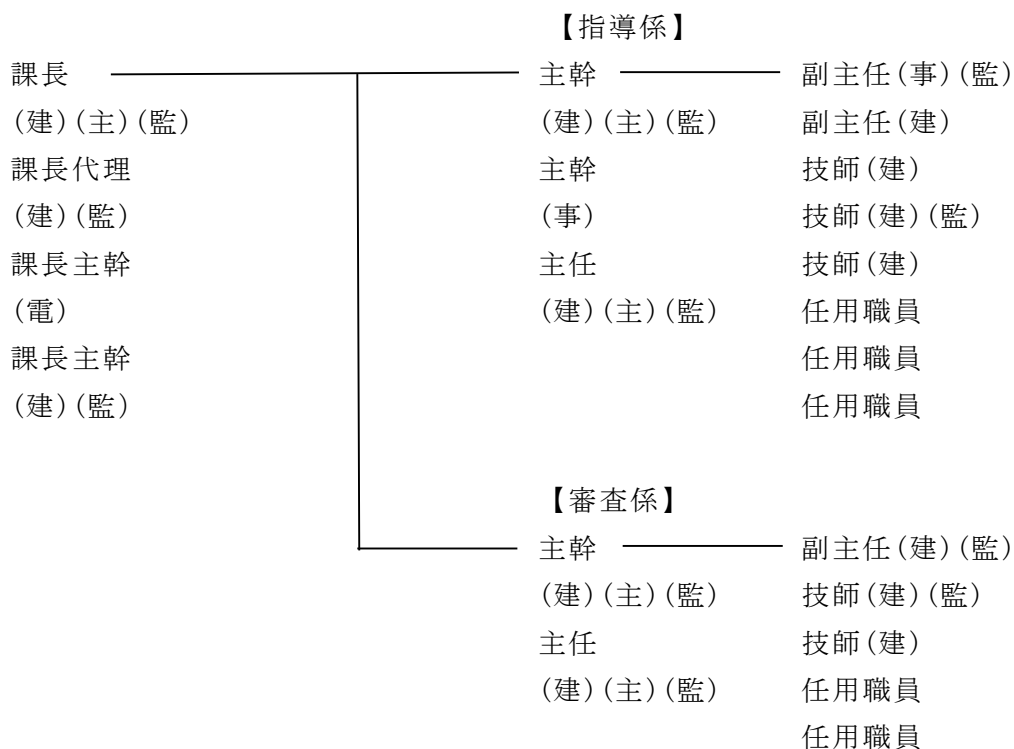 【指導係】
課長 主幹 副主任(事)(監)
(建)(主)(監) (建)(主)(監) 副主任(建)
課長代理 主幹 技師(建)
(建)(監) (事) 技師(建)(監)
課長主幹 主任 技師(建)
(電) (建)(主)(監) 任用職員
課長主幹 任用職員
(建)(監) 任用職員
【審査係】
主幹 副主任(建)(監)
(建)(主)(監) 技師(建)(監)
主任 技師(建)
(建)(主)(監) 任用職員
任用職員